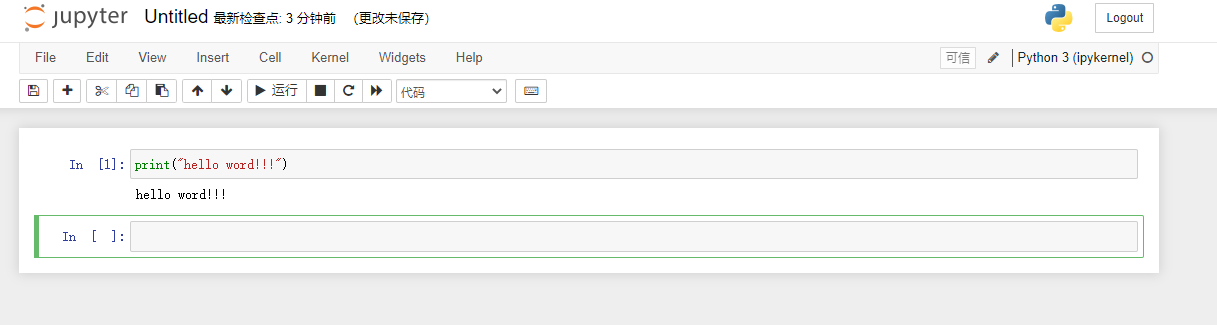 jupyter Untitled 最新检查点: 3 分钟前 (更改未保存) Logout
File Edit View Insert Cell Kernel Widgets Help 可信 Python 3 (ipykernel)
运行 代码
In [1]: print("hello word!!!")
hello word!!!
In [ ]: